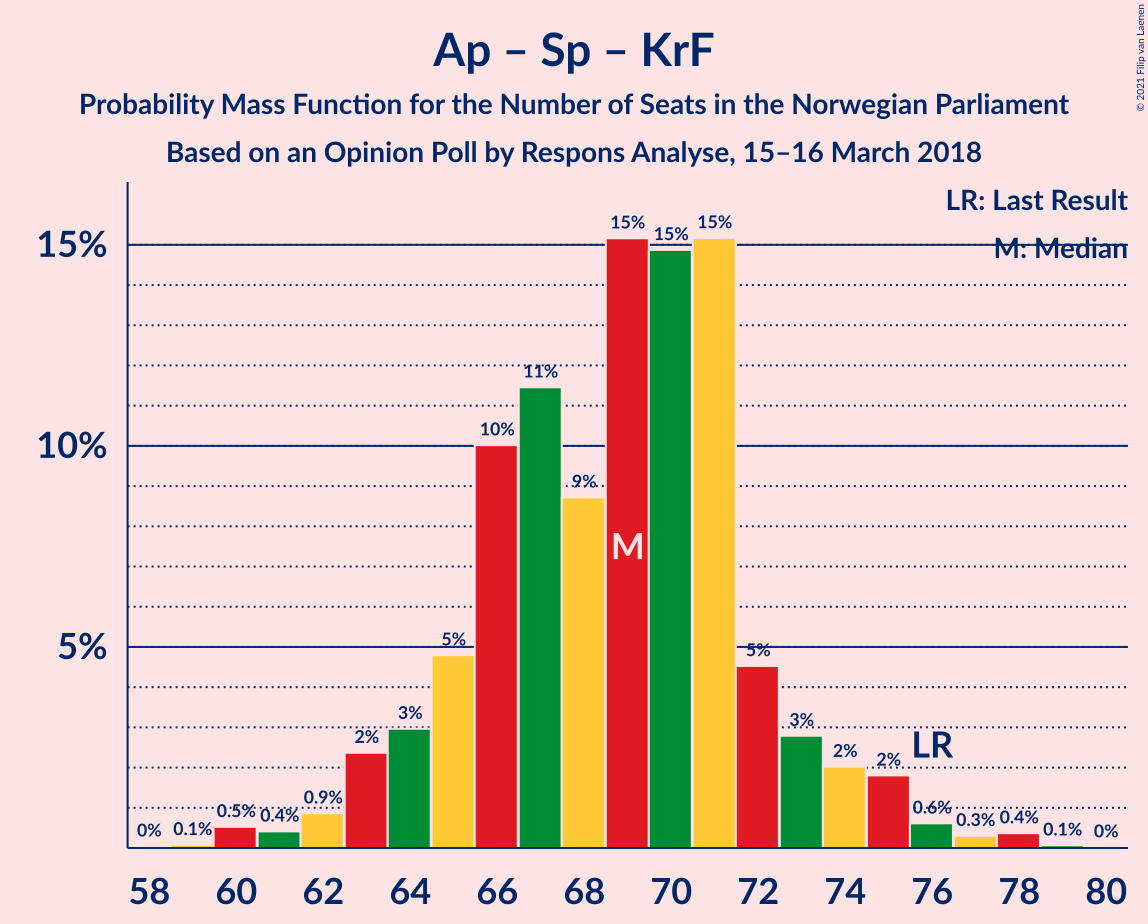 Ap – Sp – KrF
Probability Mass Function for the Number of Seats in the Norwegian Parliament
Based on an Opinion Poll by Respons Analyse, 15–16 March 2018
© 2021 Filip van Laenen
LR: Last Result
M: Median
15%
10%
5%
0%
0.1%
0.5%
0.4%
0.9%
2%
3%
5%
10%
11%
9%
15%
15%
15%
5%
3%
2%
2%
0.6%
0.3%
0.4%
0.1%
0%
M
LR
58 60 62 64 66 68 70 72 74 76 78 80